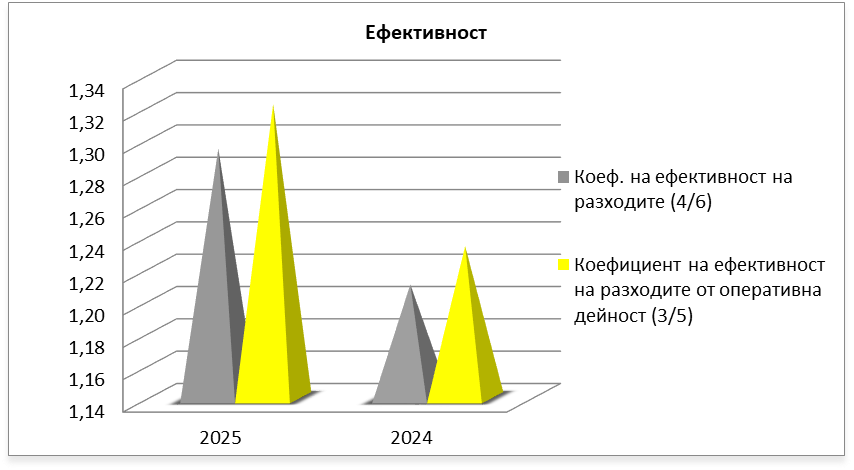 Ефективност
1,34
1,32
1,30
1,28
1,26
1,24
1,22
1,20
1,18
1,16
1,14
2025
2024
Коеф. на ефективност на
разходите (4/6)
Коефициент на ефективност
на разходите от оперативна
дейност (3/5)